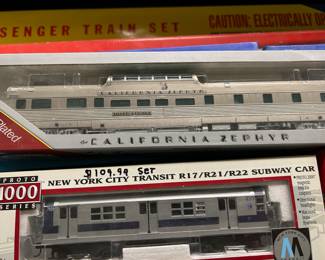 SENGER TRAIN SET
CAUTION: ELECTRICALLY O
Plated
CALIFORNIA ZEPHYR
the CALIFORNIA ZEPHYR
$109.99 Set
PROTO
1000
SERIES
NEW YORK CITY TRANSIT R17/R21/R22 SUBWAY CAR